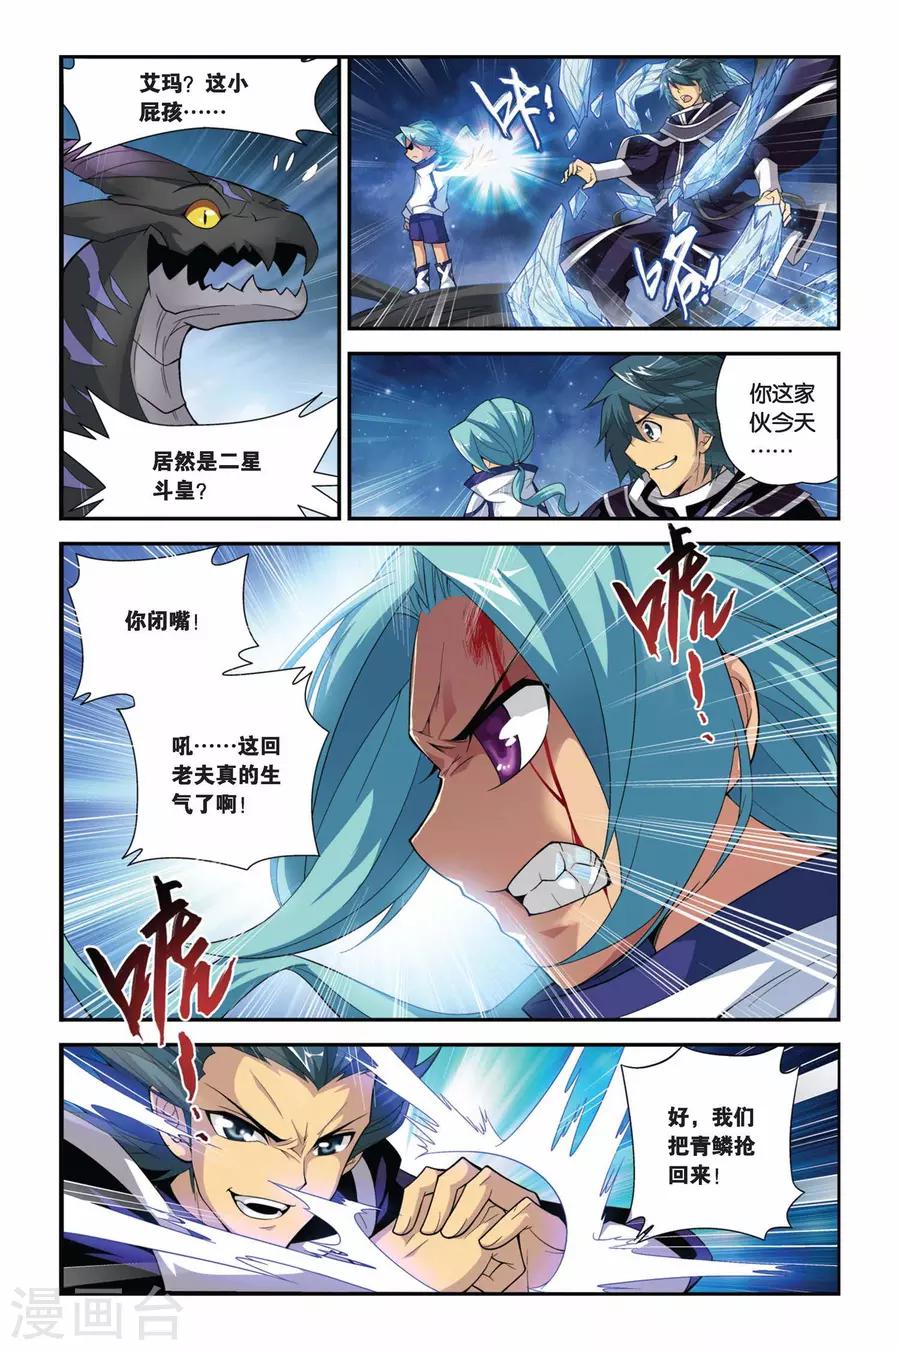 艾玛？这小
屁孩……
居然是二星
斗皇？
咔！
咯！
你这家
伙今天
……
你闭嘴！
吼……这回
老夫真的生
气了啊！
唬！
唬！
好，我们
把青鳞抢
回来！
漫画台